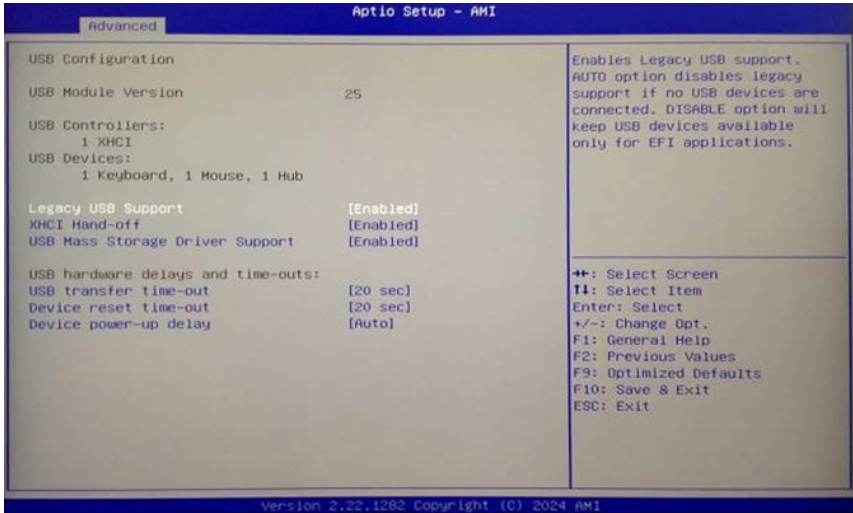 Aptio Setup - AMI
Advanced
USB Configuration
USB Module Version 25
USB Controllers:
1 XHCI
USB Devices:
1 Keyboard, 1 Mouse, 1 Hub
Legacy USB Support [Enabled]
XHCI Hand-off [Enabled]
USB Mass Storage Driver Support [Enabled]
USB hardware delays and time-outs:
USB transfer time-out [20 sec]
Device reset time-out [20 sec]
Device power-up delay [Auto]
Enables Legacy USB support.
AUTO option disables legacy
support if no USB devices are
connected. DISABLE option will
keep USB devices available
only for EFI applications.
→←: Select Screen
↑↓: Select Item
Enter: Select
+/-: Change Opt.
F1: General Help
F2: Previous Values
F9: Optimized Defaults
F10: Save & Exit
ESC: Exit
Version 2.22.1282 Copyright (C) 2024 AMI